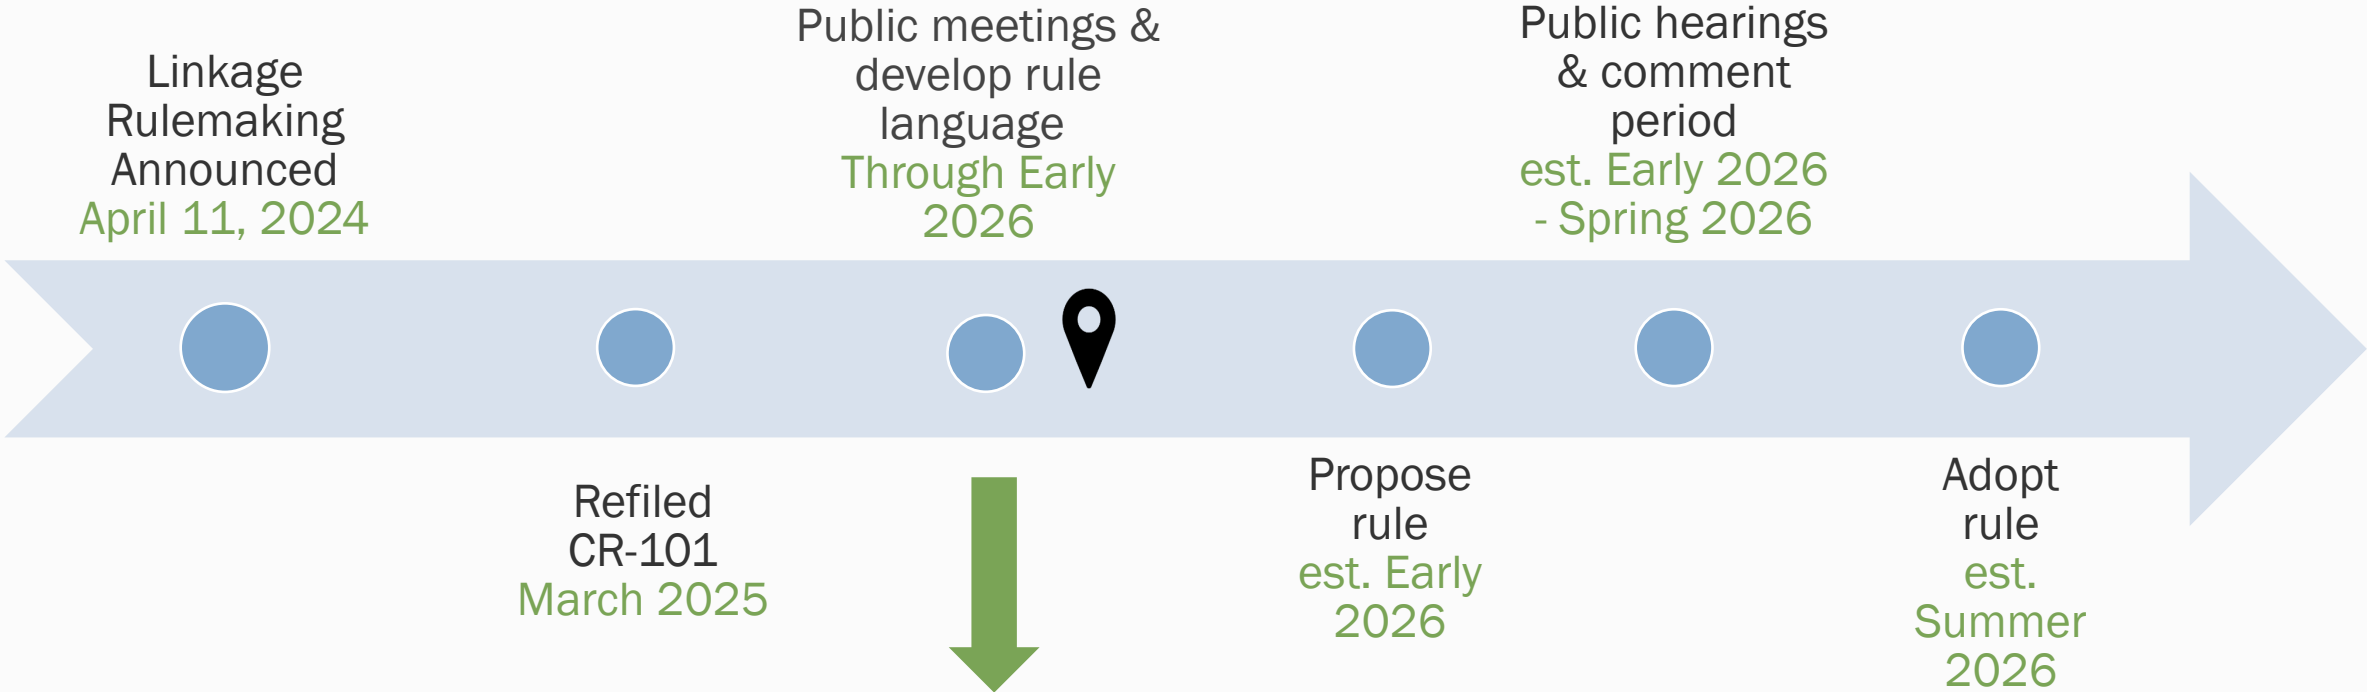 Linkage
Rulemaking
Announced
April 11, 2024
Refiled
CR-101
March 2025
Public meetings &
develop rule
language
Through Early
2026
Propose
rule
est. Early
2026
Public hearings
& comment
period
est. Early 2026
- Spring 2026
Adopt
rule
est.
Summer
2026